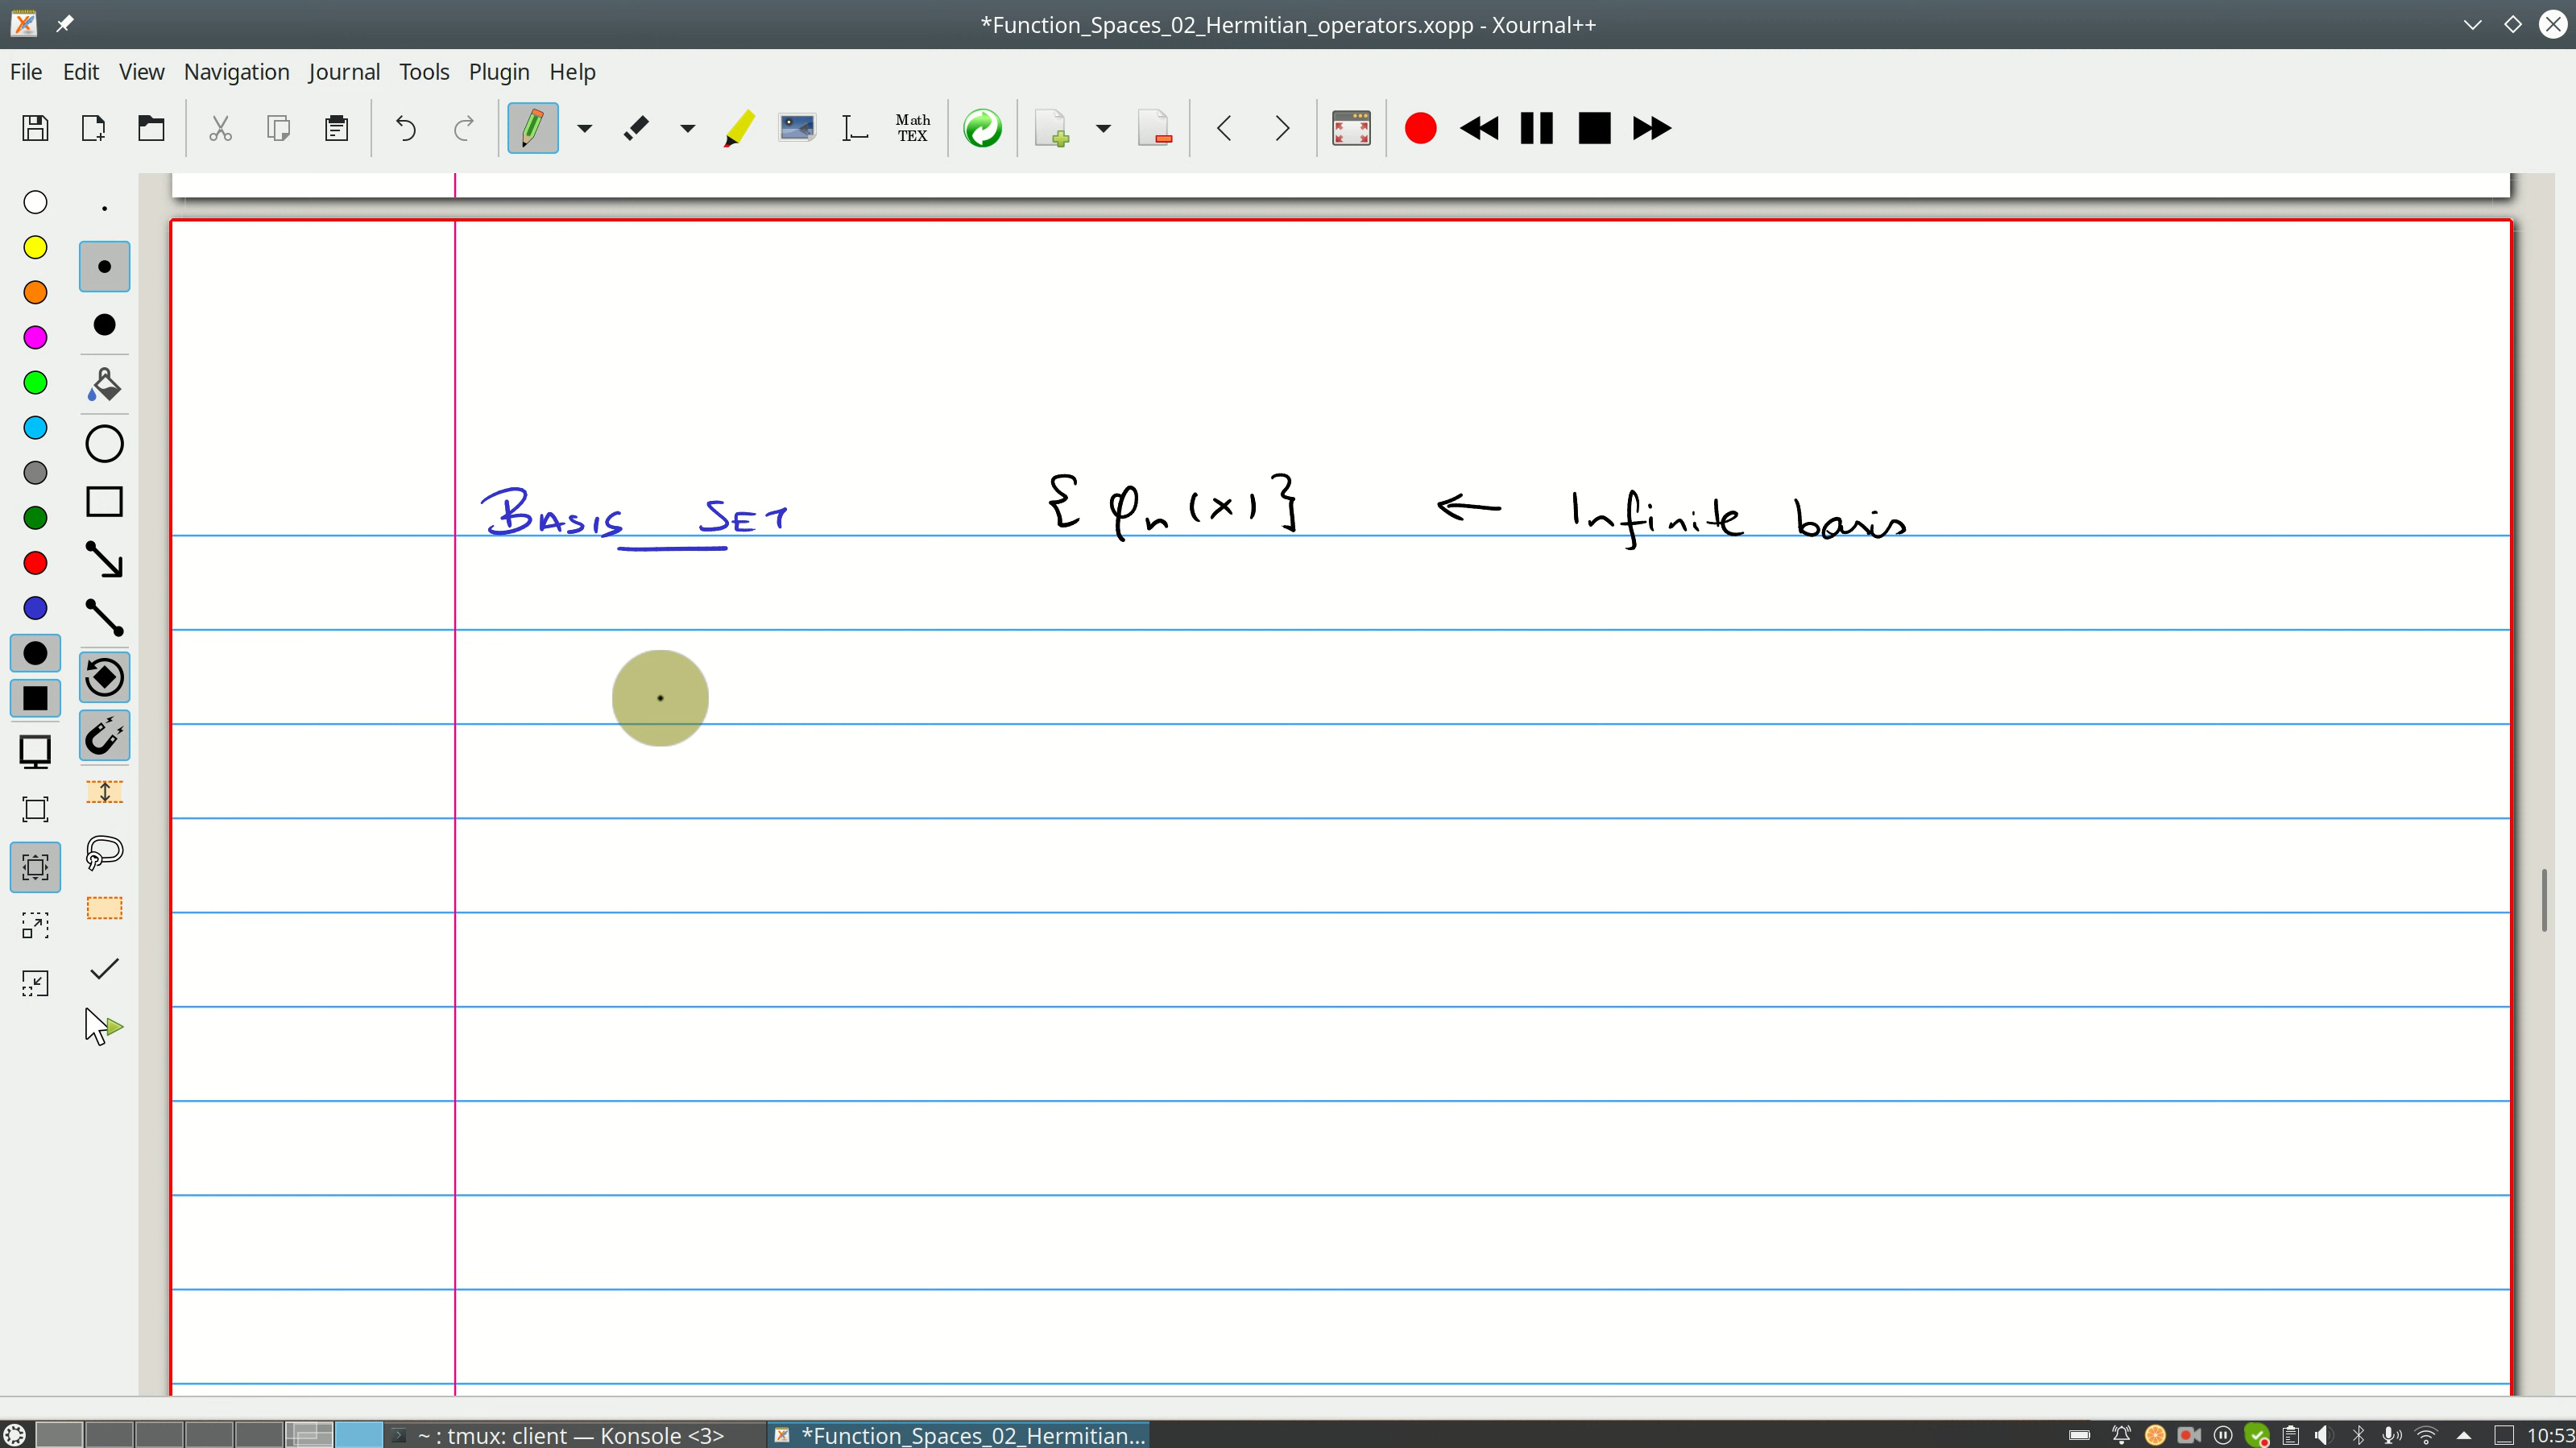 *Function_Spaces_02_Hermitian_operators.xopp - Xournal++
File Edit View Navigation Journal Tools Plugin Help
Math
TEX
BASIS SET { φn (x) } ← Infinite basis
~ : tmux: client — Konsole <3> *Function_Spaces_02_Hermitian... 10:53